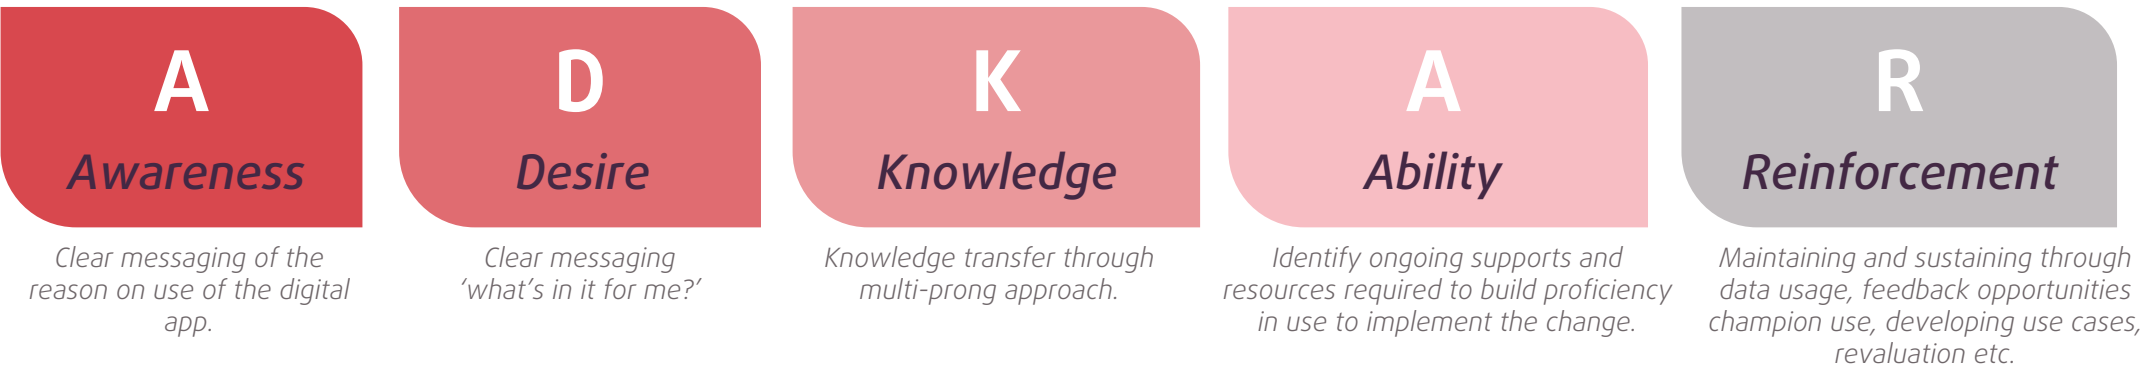 A
Awareness
Clear messaging of the
reason on use of the digital
app.
D
Desire
Clear messaging
‘what’s in it for me?’
K
Knowledge
Knowledge transfer through
multi-prong approach.
A
Ability
Identify ongoing supports and
resources required to build proficiency
in use to implement the change.
R
Reinforcement
Maintaining and sustaining through
data usage, feedback opportunities
champion use, developing use cases,
revaluation etc.